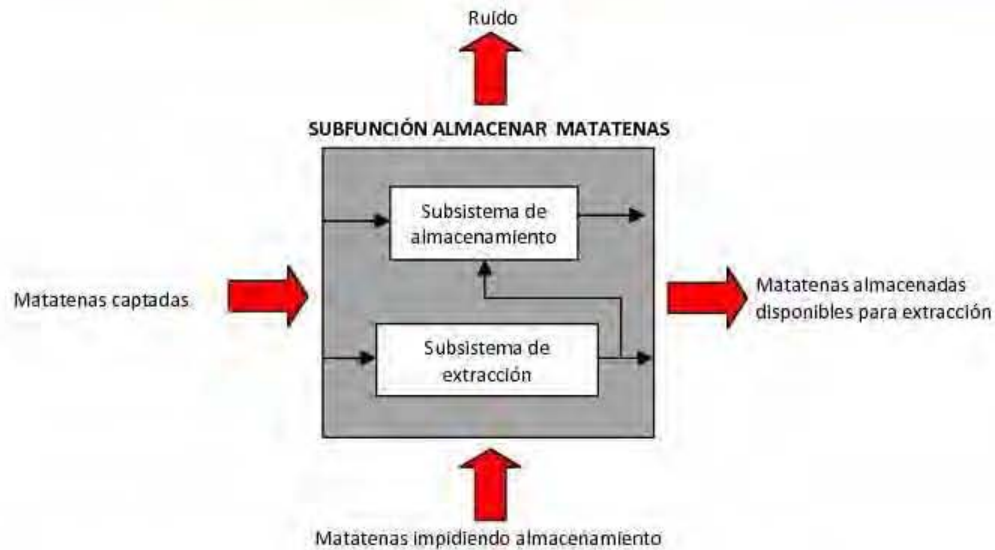 Ruido
SUBFUNCIÓN ALMACENAR MATATENAS
Subsistema de
almacenamiento
Matatenas captadas
Matatenas almacenadas
disponibles para extracción
Subsistema de
extracción
Matatenas impidiendo almacenamiento